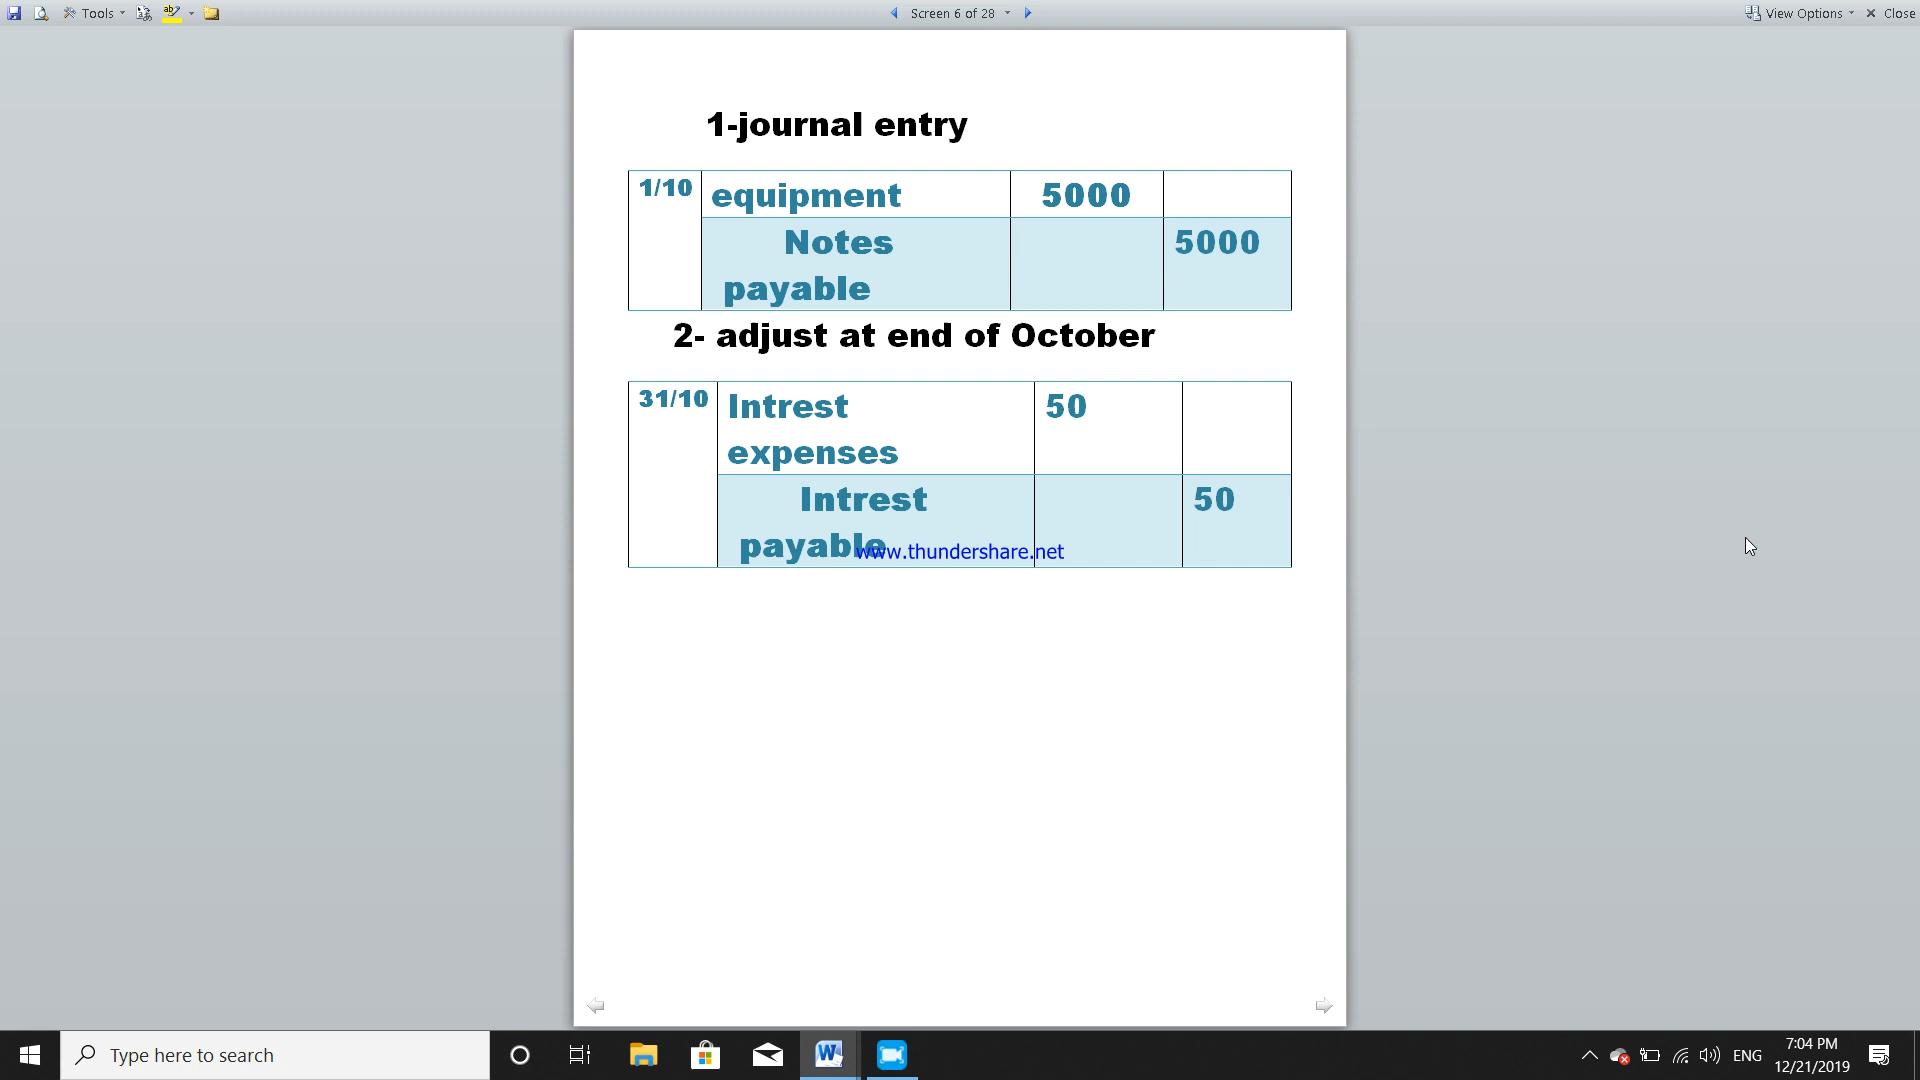 Tools
Screen 6 of 28
View Options
Close
1-journal entry
1/10 equipment 5000
Notes 5000
payable
2- adjust at end of October
31/10 Intrest 50
expenses
Intrest 50
payable
www.thundershare.net
Type here to search
ENG
7:04 PM
12/21/2019